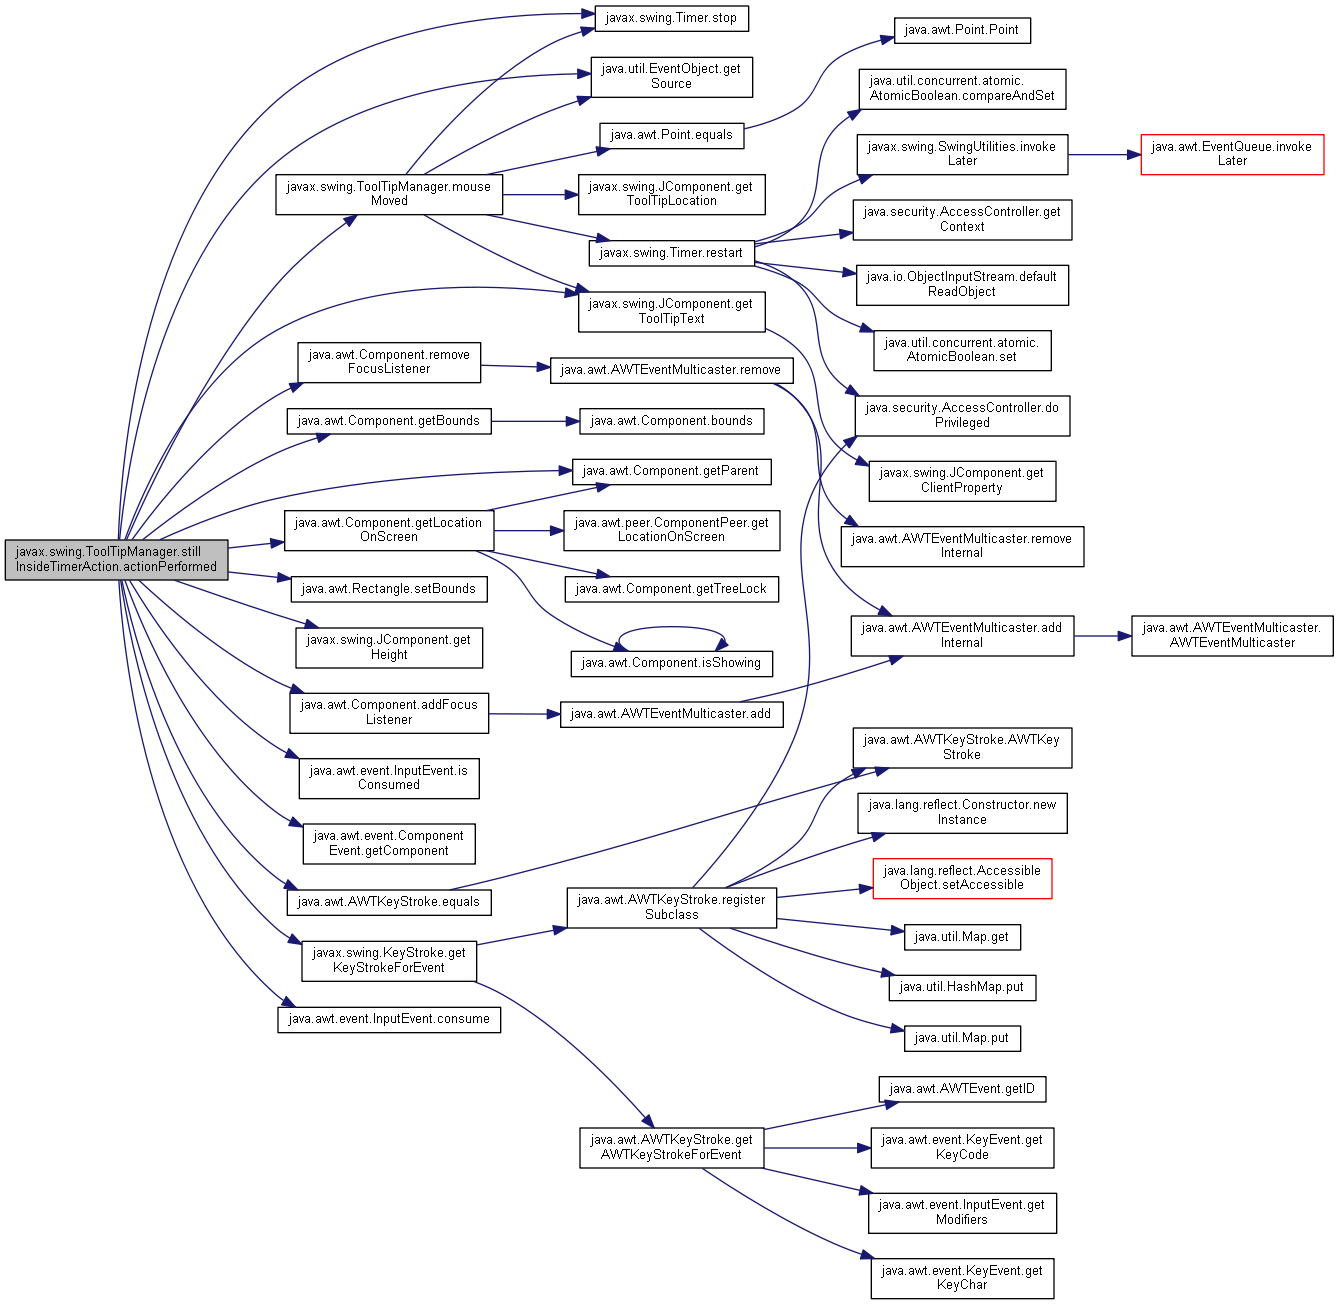 javax.swing.ToolTipManager.still
InsideTimerAction.actionPerformed
javax.swing.ToolTipManager.mouse
Moved
java.awt.Component.remove
FocusListener
java.awt.Component.getBounds
java.awt.Component.getLocation
OnScreen
java.awt.Rectangle.setBounds
javax.swing.JComponent.get
Height
java.awt.Component.addFocus
Listener
java.awt.event.InputEvent.is
Consumed
java.awt.event.Component
Event.getComponent
java.awt.AWTKeyStroke.equals
javax.swing.KeyStroke.get
KeyStrokeForEvent
java.awt.event.InputEvent.consume
javax.swing.Timer.stop
java.util.EventObject.get
Source
java.awt.Point.equals
javax.swing.JComponent.get
ToolTipLocation
javax.swing.Timer.restart
javax.swing.JComponent.get
ToolTipText
java.awt.AWTEventMulticaster.remove
java.awt.Component.bounds
java.awt.Component.getParent
java.awt.peer.ComponentPeer.get
LocationOnScreen
java.awt.Component.getTreeLock
java.awt.Component.isShowing
java.awt.AWTEventMulticaster.add
java.awt.AWTKeyStroke.register
Subclass
java.awt.AWTKeyStroke.get
AWTKeyStrokeForEvent
java.awt.Point.Point
java.util.concurrent.atomic.
AtomicBoolean.compareAndSet
javax.swing.SwingUtilities.invoke
Later
java.security.AccessController.get
Context
java.io.ObjectInputStream.default
ReadObject
java.util.concurrent.atomic.
AtomicBoolean.set
java.security.AccessController.do
Privileged
javax.swing.JComponent.get
ClientProperty
java.awt.AWTEventMulticaster.remove
Internal
java.awt.AWTEventMulticaster.add
Internal
java.awt.AWTKeyStroke.AWTKey
Stroke
java.lang.reflect.Constructor.new
Instance
java.lang.reflect.Accessible
Object.setAccessible
java.util.Map.get
java.util.HashMap.put
java.util.Map.put
java.awt.AWTEvent.getID
java.awt.event.KeyEvent.get
KeyCode
java.awt.event.InputEvent.get
Modifiers
java.awt.event.KeyEvent.get
KeyChar
java.awt.EventQueue.invoke
Later
java.awt.AWTEventMulticaster.
AWTEventMulticaster